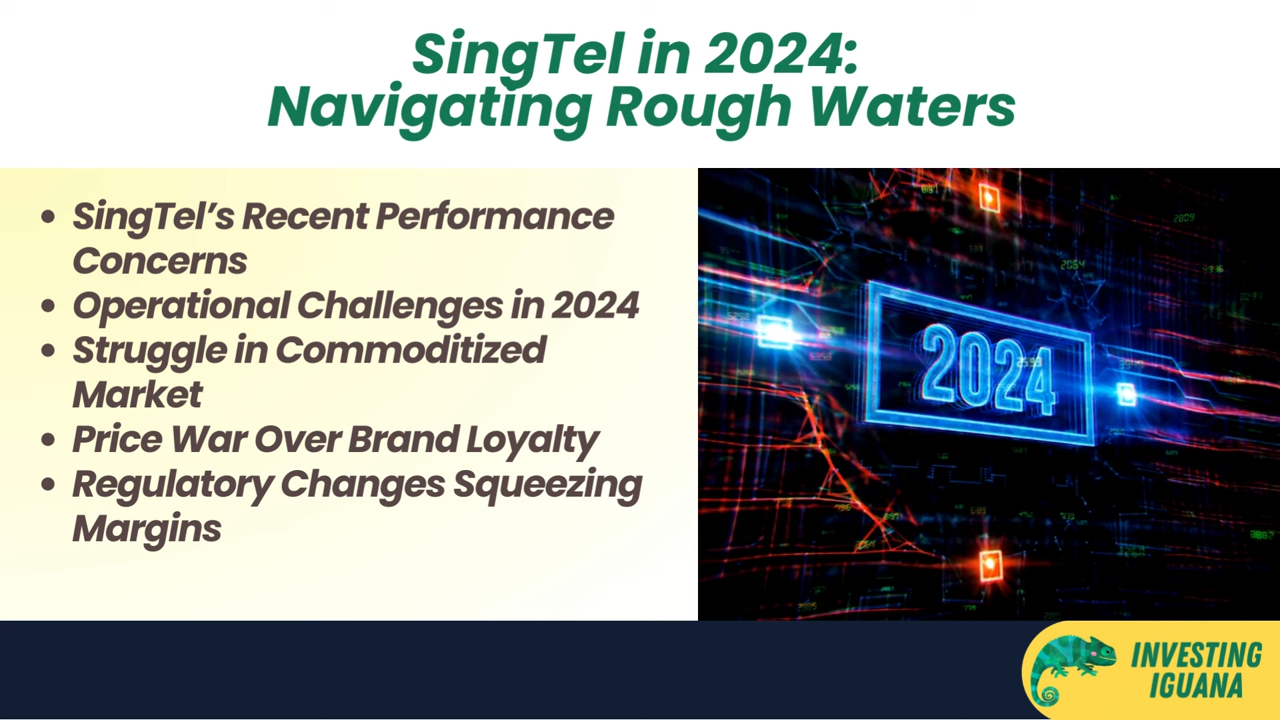 SingTel in 2024:
Navigating Rough Waters
• SingTel’s Recent Performance
Concerns
• Operational Challenges in 2024
• Struggle in Commoditized
Market
• Price War Over Brand Loyalty
• Regulatory Changes Squeezing
Margins
2024
INVESTING
IGUANA